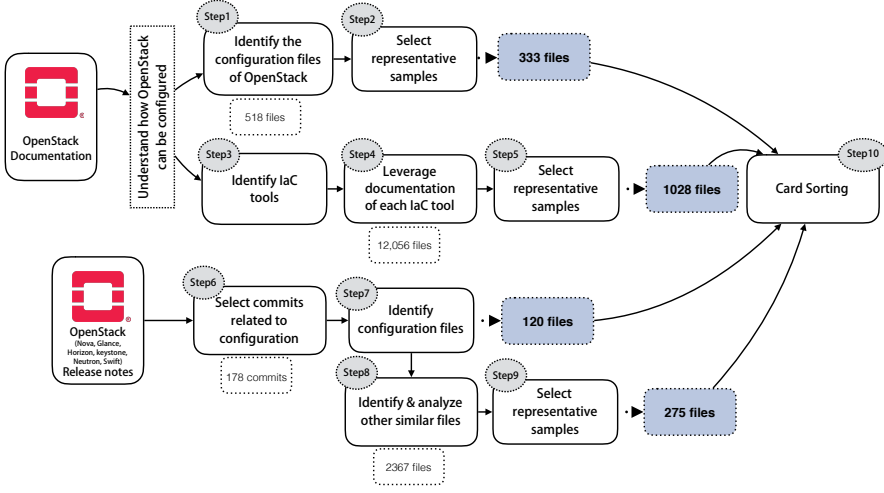 OpenStack
Documentation
Understand how OpenStack
can be configured
Step1
Identify the
configuration files
of OpenStack
518 files
Step2
Select
representative
samples
333 files
Step3
Identify IaC
tools
Step4
Leverage
documentation
of each IaC tool
12,056 files
Step5
Select
representative
samples
1028 files
Step10
Card Sorting
OpenStack
(Nova, Glance,
Horizon, keystone,
Neutron, Swift)
Release notes
Step6
Select commits
related to
configuration
178 commits
Step7
Identify
configuration files
120 files
Step8
Identify & analyze
other similar files
2367 files
Step9
Select
representative
samples
275 files